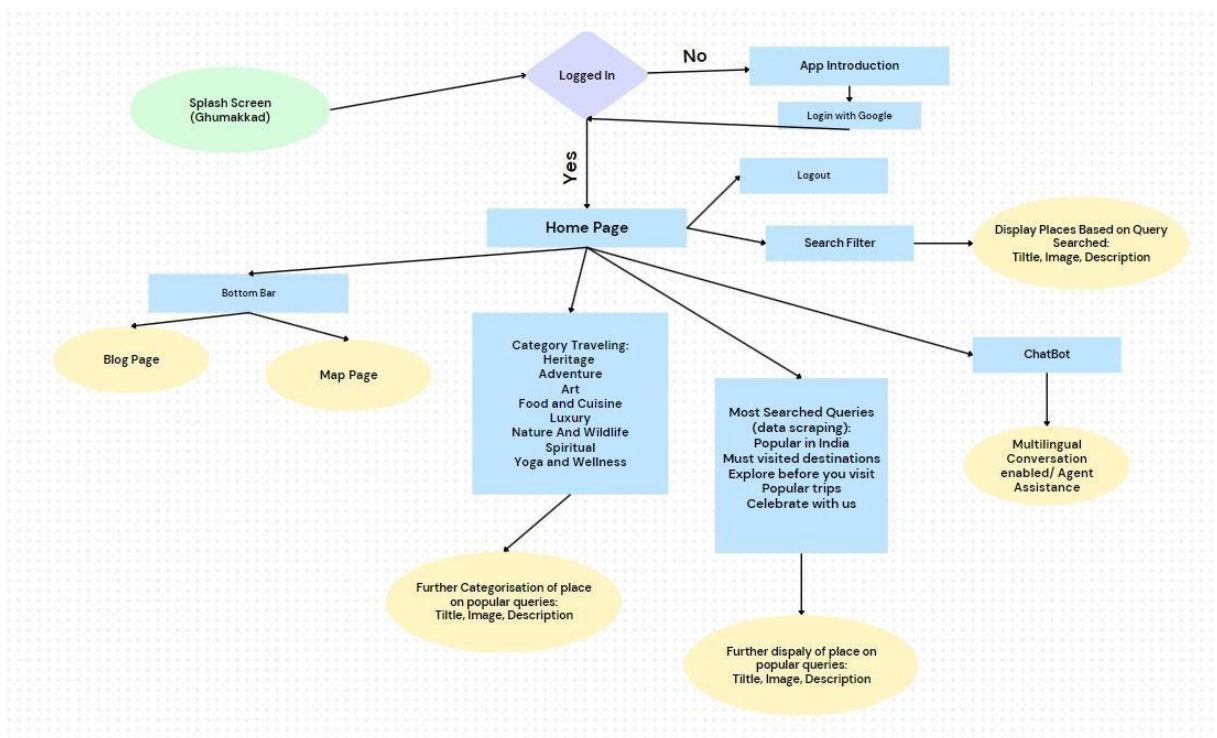 No
Logged In
App Introduction
Splash Screen
(Ghumakkad)
Login with Google
Yes
Logout
Home Page
Search Filter
Display Places Based on Query
Searched:
Tiltle, Image, Description
Bottom Bar
Blog Page
Map Page
Category Traveling:
Heritage
Adventure
Art
Food and Cuisine
Luxury
Nature And Wildlife
Spiritual
Yoga and Wellness
Most Searched Queries
(data scraping):
Popular in India
Must visited destinations
Explore before you visit
Popular trips
Celebrate with us
ChatBot
Multilingual
Conversation
enabled/ Agent
Assistance
Further Categorisation of place
on popular queries:
Tiltle, Image, Description
Further dispaly of place on
popular queries:
Tiltle, Image, Description